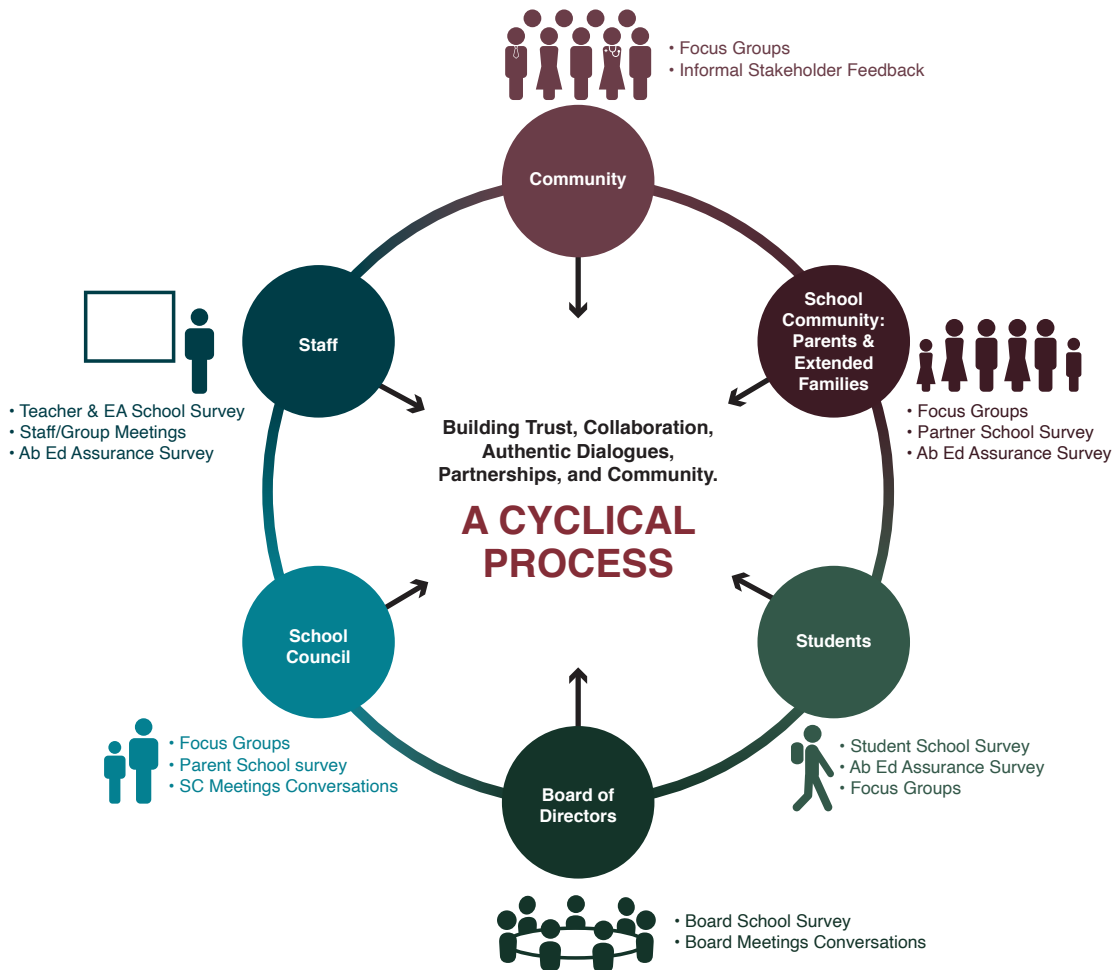 • Focus Groups
• Informal Stakeholder Feedback
Community
School
Community:
Parents &
Extended
Families
• Focus Groups
• Partner School Survey
• Ab Ed Assurance Survey
Staff
• Teacher & EA School Survey
• Staff/Group Meetings
• Ab Ed Assurance Survey
Building Trust, Collaboration,
Authentic Dialogues,
Partnerships, and Community.
A CYCLICAL
PROCESS
School
Council
• Focus Groups
• Parent School survey
• SC Meetings Conversations
Students
• Student School Survey
• Ab Ed Assurance Survey
• Focus Groups
Board of
Directors
• Board School Survey
• Board Meetings Conversations